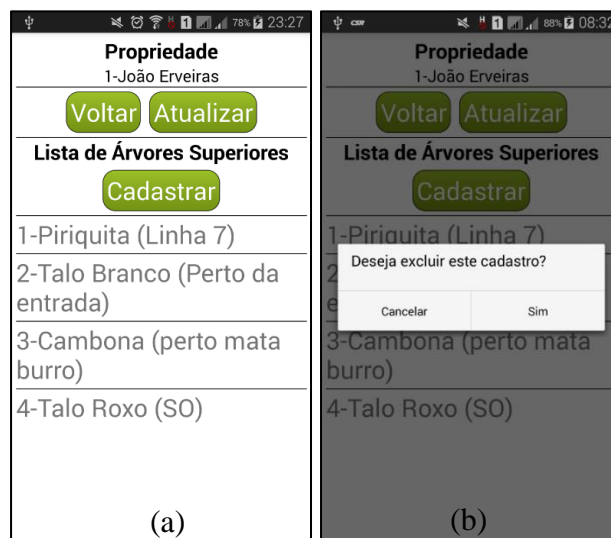 78% 23:27
Propriedade
1-João Erveiras
Voltar Atualizar
Lista de Árvores Superiores
Cadastrar
1-Piriquita (Linha 7)
2-Talo Branco (Perto da
entrada)
3-Cambona (perto mata
burro)
4-Talo Roxo (SO)
(a)
88% 08:32
Propriedade
1-João Erveiras
Voltar Atualizar
Lista de Árvores Superiores
Cadastrar
1-Piriquita (Linha 7)
Deseja excluir este cadastro?
Cancelar Sim
2
e
3-Cambona (perto mata
burro)
4-Talo Roxo (SO)
(b)